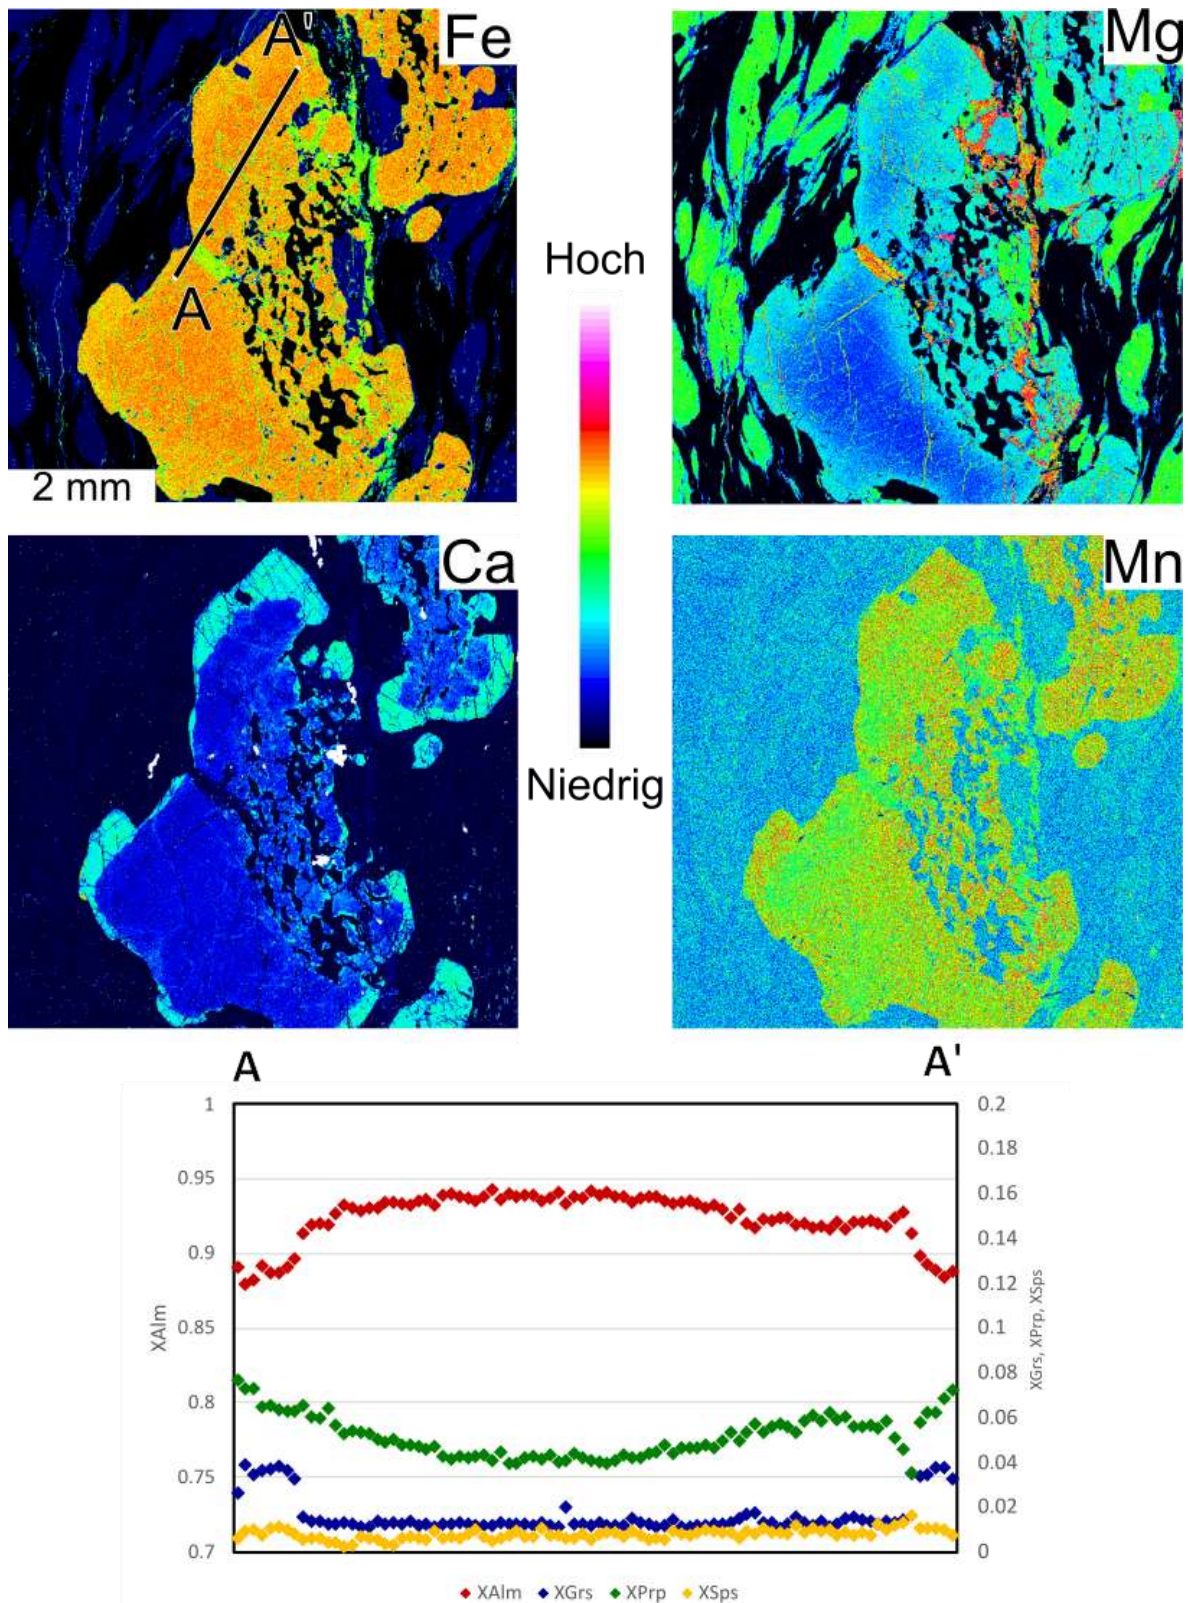 Fe
Mg
A'
A
2 mm
Hoch
Niedrig
Ca
Mn
A
A'
1
0.95
0.9
0.85
0.8
0.75
0.7
XAlm
0.2
0.18
0.16
0.14
0.12
0.1
0.08
0.06
0.04
0.02
0
XGrs, XPrp, XSps
XAlm XGrs XPrp XSps